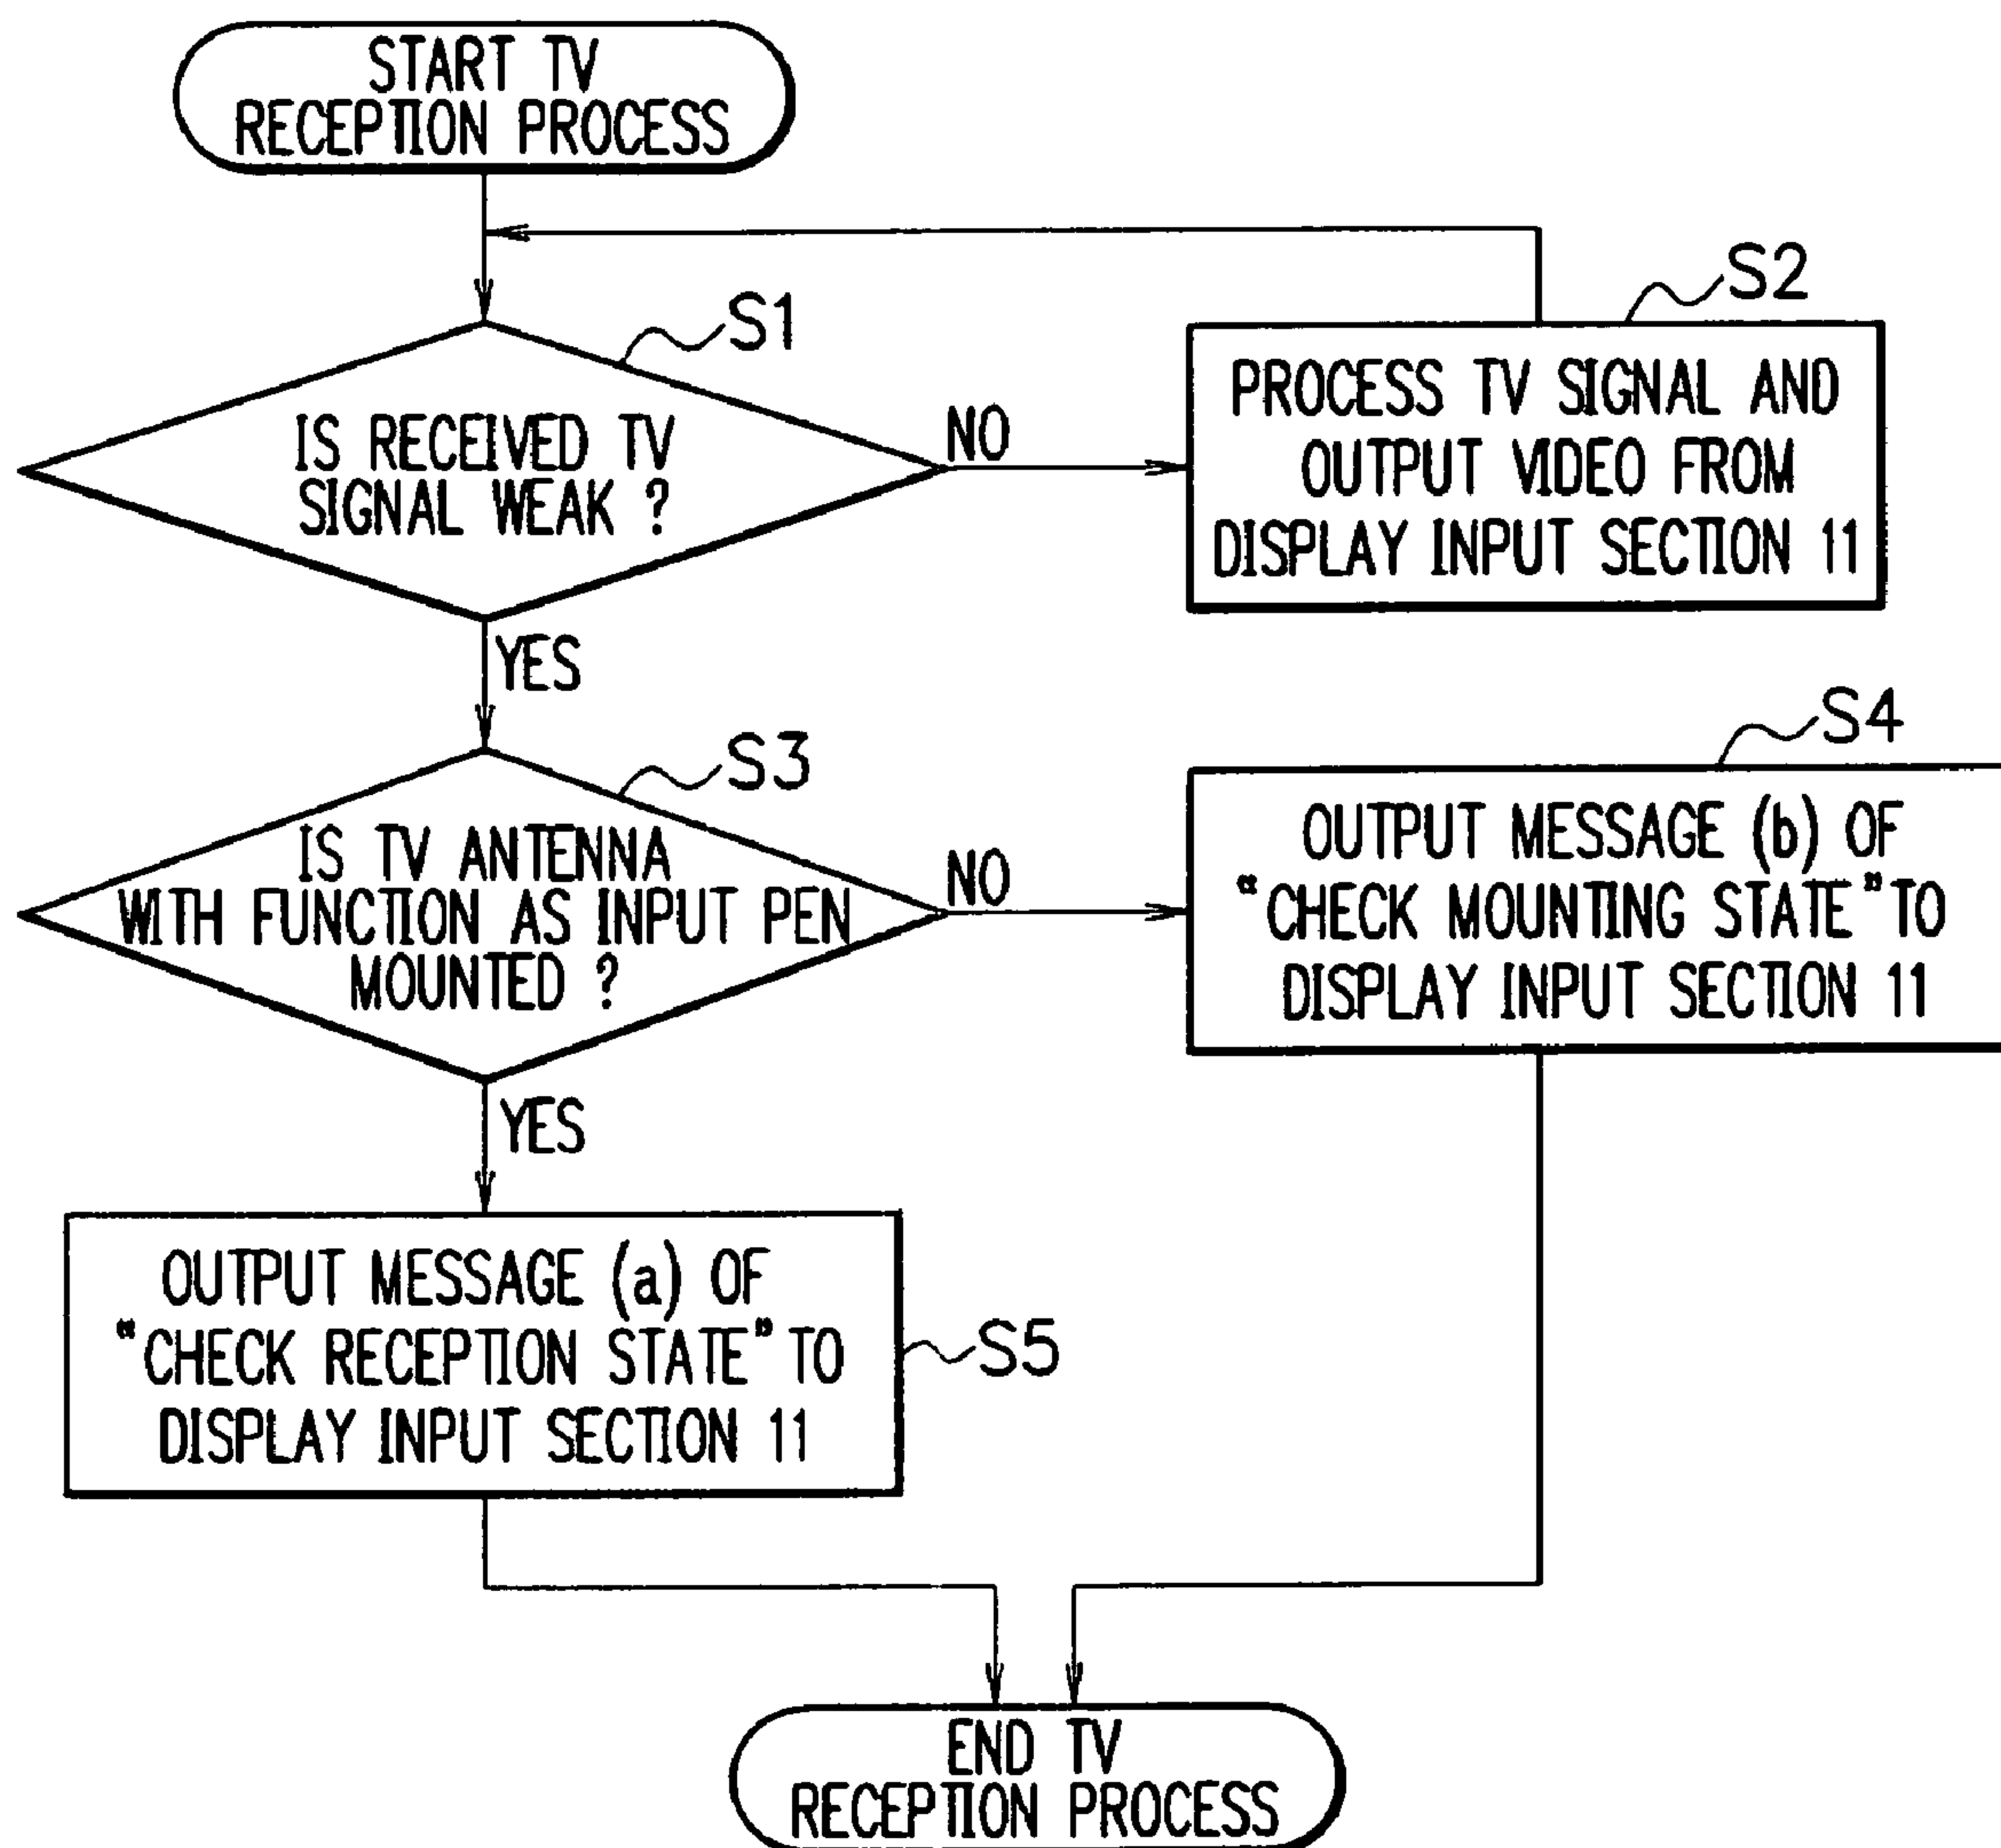 START TV
RECEPTION PROCESS
S1
IS RECEIVED TV
SIGNAL WEAK ?
NO
S2
PROCESS TV SIGNAL AND
OUTPUT VIDEO FROM
DISPLAY INPUT SECTION 11
YES
S3
IS TV ANTENNA
WITH FUNCTION AS INPUT PEN
MOUNTED ?
NO
S4
OUTPUT MESSAGE (b) OF
“CHECK MOUNTING STATE” TO
DISPLAY INPUT SECTION 11
YES
OUTPUT MESSAGE (a) OF
“CHECK RECEPTION STATE” TO
DISPLAY INPUT SECTION 11
S5
END TV
RECEPTION PROCESS